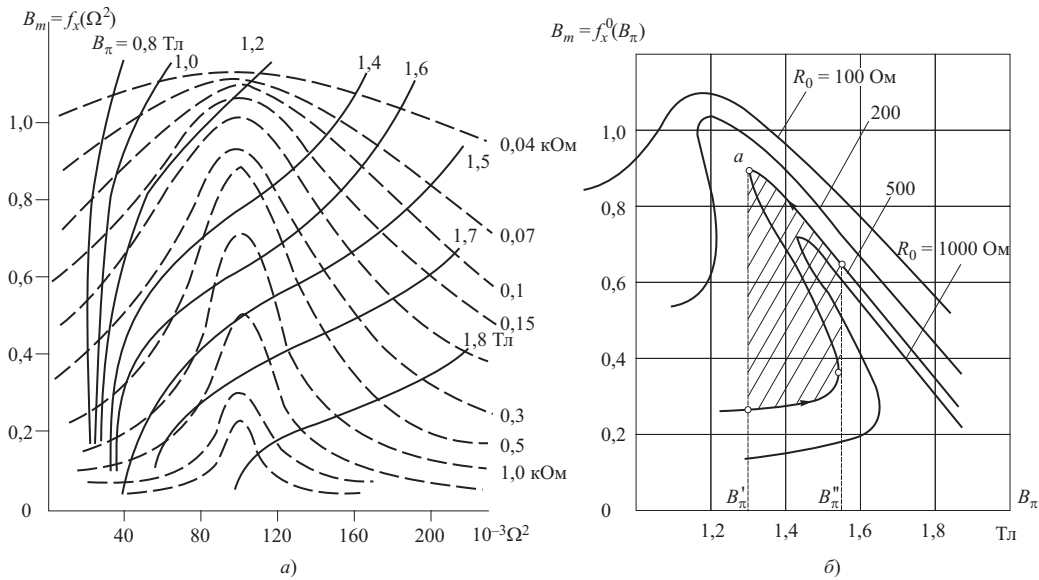 B_m = f_x(Ω²)
B_π = 0,8 Тл
1,0
1,2
1,4
1,6
1,5
1,7
1,8 Тл
0,04 кОм
0,07
0,1
0,15
0,3
0,5
1,0 кОм
1,0
0,8
0,6
0,4
0,2
0
40
80
120
160
200
10⁻³Ω²
а)
B_m = f_x⁰(B_π)
R₀ = 100 Ом
200
500
R₀ = 1000 Ом
a
1,0
0,8
0,6
0,4
0,2
0
B_π'
B_π''
B_π
1,2
1,4
1,6
1,8
Тл
б)